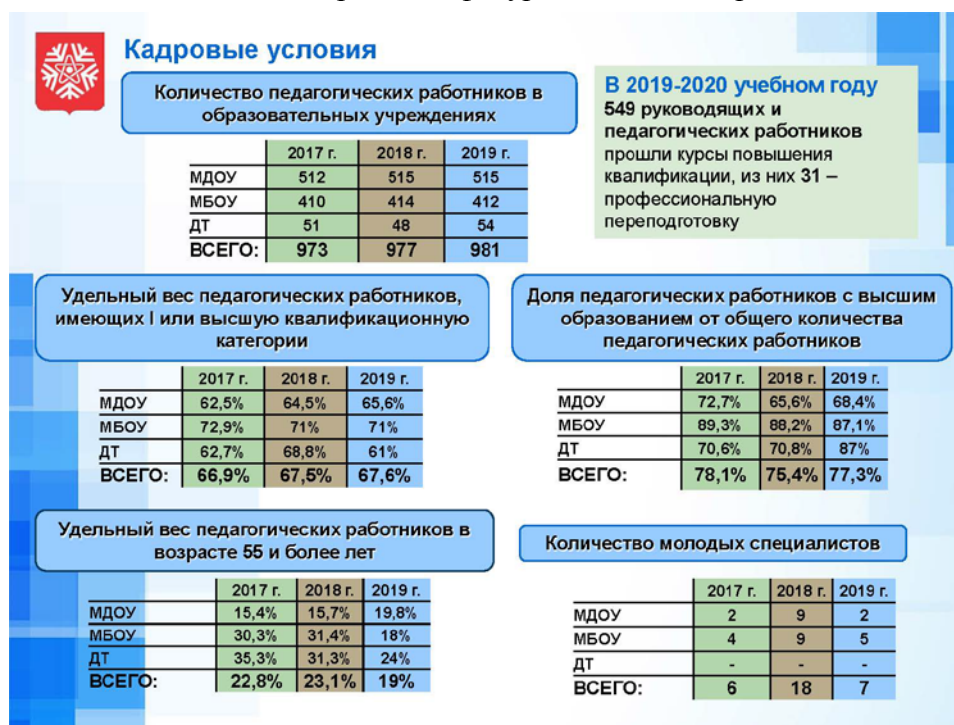 Кадровые условия
Количество педагогических работников в
образовательных учреждениях
2017 г. 2018 г. 2019 г.
МДОУ 512 515 515
МБОУ 410 414 412
ДТ 51 48 54
ВСЕГО: 973 977 981
В 2019-2020 учебном году
549 руководящих и
педагогических работников
прошли курсы повышения
квалификации, из них 31 –
профессиональную
переподготовку
Удельный вес педагогических работников,
имеющих I или высшую квалификационную
категории
2017 г. 2018 г. 2019 г.
МДОУ 62,5% 64,5% 65,6%
МБОУ 72,9% 71% 71%
ДТ 62,7% 68,8% 61%
ВСЕГО: 66,9% 67,5% 67,6%
Доля педагогических работников с высшим
образованием от общего количества
педагогических работников
2017 г. 2018 г. 2019 г.
МДОУ 72,7% 65,6% 68,4%
МБОУ 89,3% 88,2% 87,1%
ДТ 70,6% 70,8% 87%
ВСЕГО: 78,1% 75,4% 77,3%
Удельный вес педагогических работников в
возрасте 55 и более лет
2017 г. 2018 г. 2019 г.
МДОУ 15,4% 15,7% 19,8%
МБОУ 30,3% 31,4% 18%
ДТ 35,3% 31,3% 24%
ВСЕГО: 22,8% 23,1% 19%
Количество молодых специалистов
2017 г. 2018 г. 2019 г.
МДОУ 2 9 2
МБОУ 4 9 5
ДТ - - -
ВСЕГО: 6 18 7